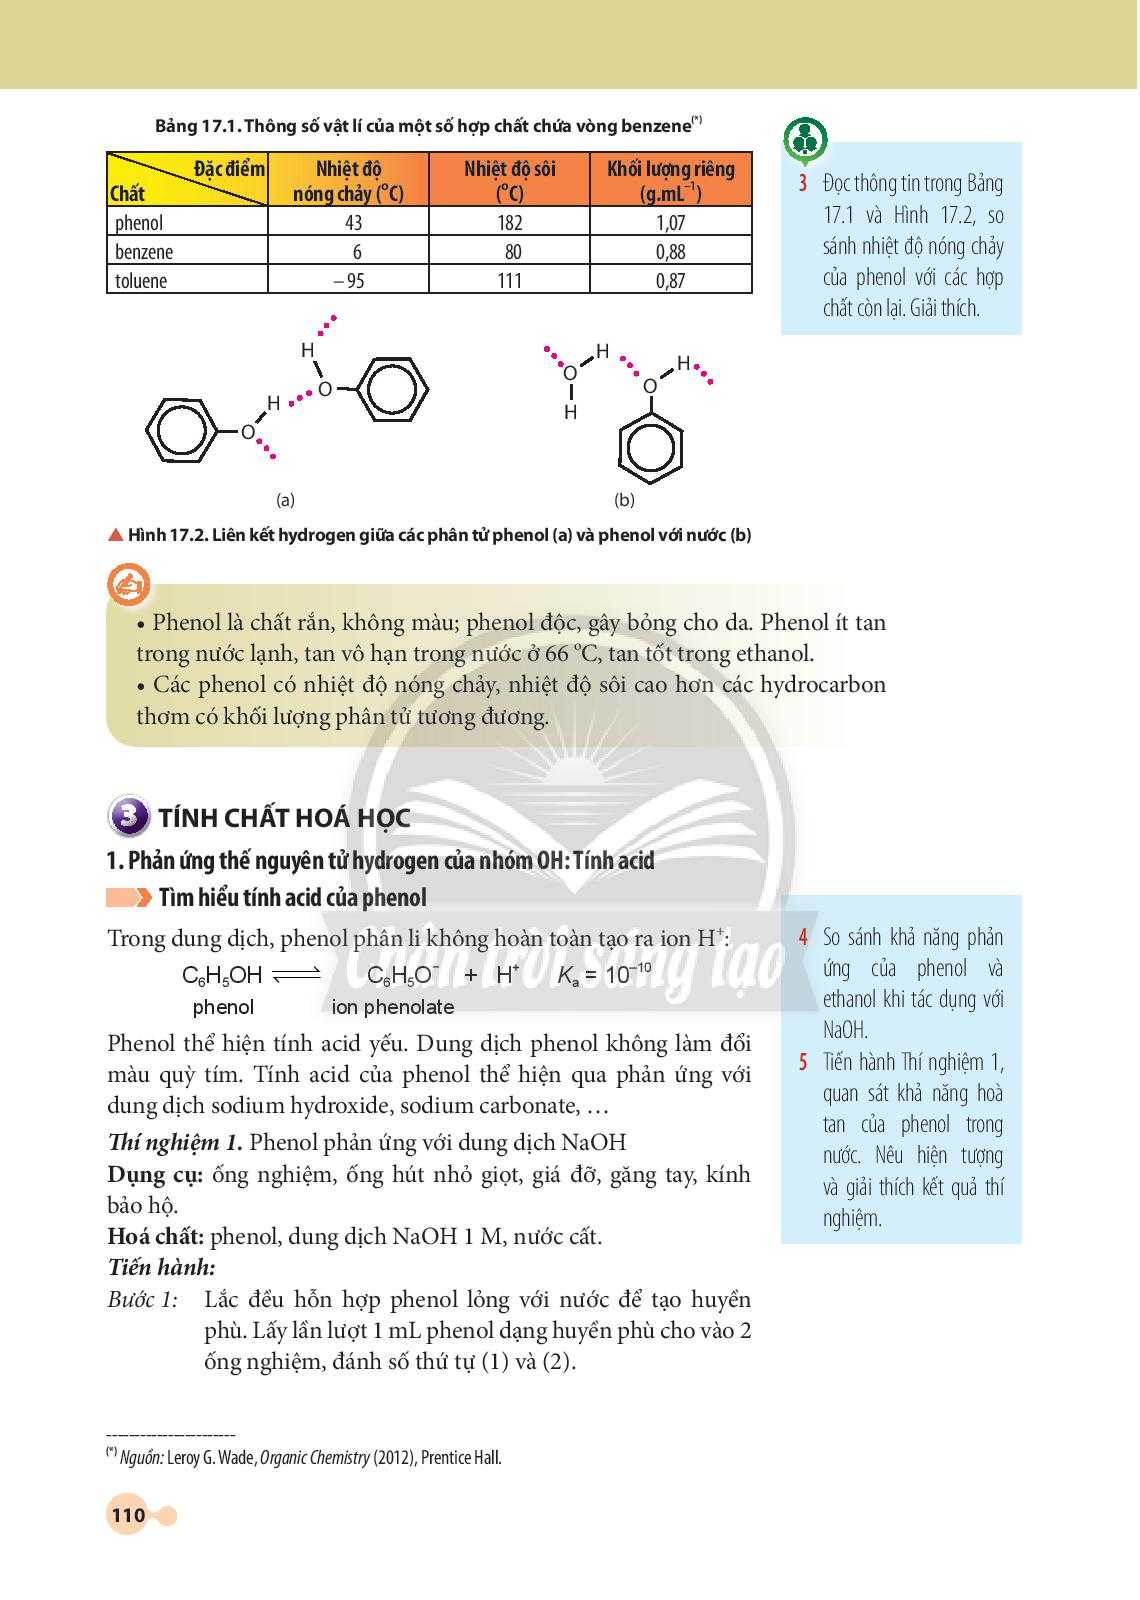 Bảng 17.1. Thông số vật lí của một số hợp chất chứa vòng benzene(*)
Đặc điểm
Chất
Nhiệt độ nóng chảy (°C)
Nhiệt độ sôi (°C)
Khối lượng riêng (g.mL⁻¹)
phenol 43 182 1,07
benzene 6 80 0,88
toluene – 95 111 0,87
3 Đọc thông tin trong Bảng
17.1 và Hình 17.2, so
sánh nhiệt độ nóng chảy
của phenol với các hợp
chất còn lại. Giải thích.
H
O
H
O
O
H
H
O
H
(a)
(b)
▲ Hình 17.2. Liên kết hydrogen giữa các phân tử phenol (a) và phenol với nước (b)
• Phenol là chất rắn, không màu; phenol độc, gây bỏng cho da. Phenol ít tan
trong nước lạnh, tan vô hạn trong nước ở 66 °C, tan tốt trong ethanol.
• Các phenol có nhiệt độ nóng chảy, nhiệt độ sôi cao hơn các hydrocarbon
thơm có khối lượng phân tử tương đương.
3 TÍNH CHẤT HOÁ HỌC
1. Phản ứng thế nguyên tử hydrogen của nhóm OH: Tính acid
Tìm hiểu tính acid của phenol
Trong dung dịch, phenol phân li không hoàn toàn tạo ra ion H⁺:
C₆H₅OH ⇌ C₆H₅O⁻ + H⁺ Kₐ = 10⁻¹⁰
phenol ion phenolate
Chân trời sáng tạo
Phenol thể hiện tính acid yếu. Dung dịch phenol không làm đổi
màu quỳ tím. Tính acid của phenol thể hiện qua phản ứng với
dung dịch sodium hydroxide, sodium carbonate, …
Thí nghiệm 1. Phenol phản ứng với dung dịch NaOH
Dụng cụ: ống nghiệm, ống hút nhỏ giọt, giá đỡ, găng tay, kính
bảo hộ.
Hoá chất: phenol, dung dịch NaOH 1 M, nước cất.
Tiến hành:
Bước 1: Lắc đều hỗn hợp phenol lỏng với nước để tạo huyền
phù. Lấy lần lượt 1 mL phenol dạng huyền phù cho vào 2
ống nghiệm, đánh số thứ tự (1) và (2).
4 So sánh khả năng phản
ứng của phenol và
ethanol khi tác dụng với
NaOH.
5 Tiến hành Thí nghiệm 1,
quan sát khả năng hoà
tan của phenol trong
nước. Nêu hiện tượng
và giải thích kết quả thí
nghiệm.
(*) Nguồn: Leroy G. Wade, Organic Chemistry (2012), Prentice Hall.
110